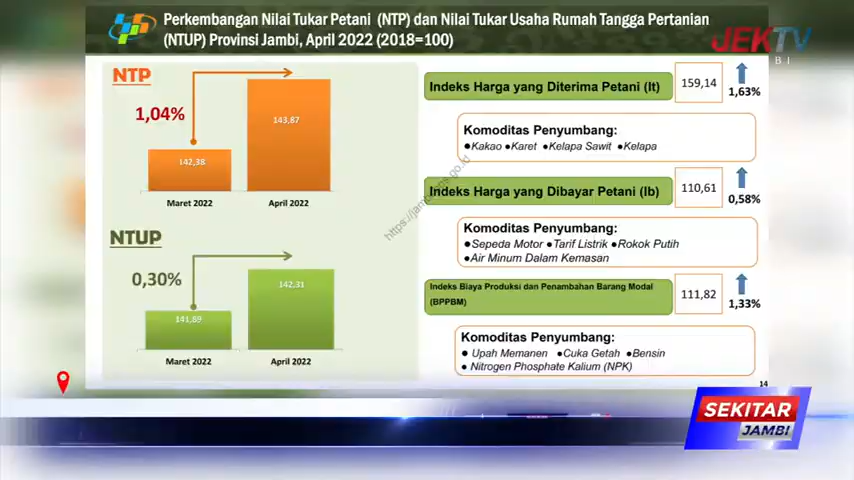 Perkembangan Nilai Tukar Petani (NTP) dan Nilai Tukar Usaha Rumah Tangga Pertanian
(NTUP) Provinsi Jambi, April 2022 (2018=100)
JEKTV
NTP
1,04%
142,38
143,87
Maret 2022
April 2022
NTUP
0,30%
141,89
142,31
Maret 2022
April 2022
Indeks Harga yang Diterima Petani (It)
159,14
1,63%
Komoditas Penyumbang:
●Kakao ●Karet ●Kelapa Sawit ●Kelapa
Indeks Harga yang Dibayar Petani (Ib)
110,61
0,58%
Komoditas Penyumbang:
●Sepeda Motor ●Tarif Listrik ●Rokok Putih
●Air Minum Dalam Kemasan
Indeks Biaya Produksi dan Penambahan Barang Modal
(BPPBM)
111,82
1,33%
Komoditas Penyumbang:
● Upah Memanen ●Cuka Getah ●Bensin
● Nitrogen Phosphate Kalium (NPK)
14
SEKITAR
JAMBI